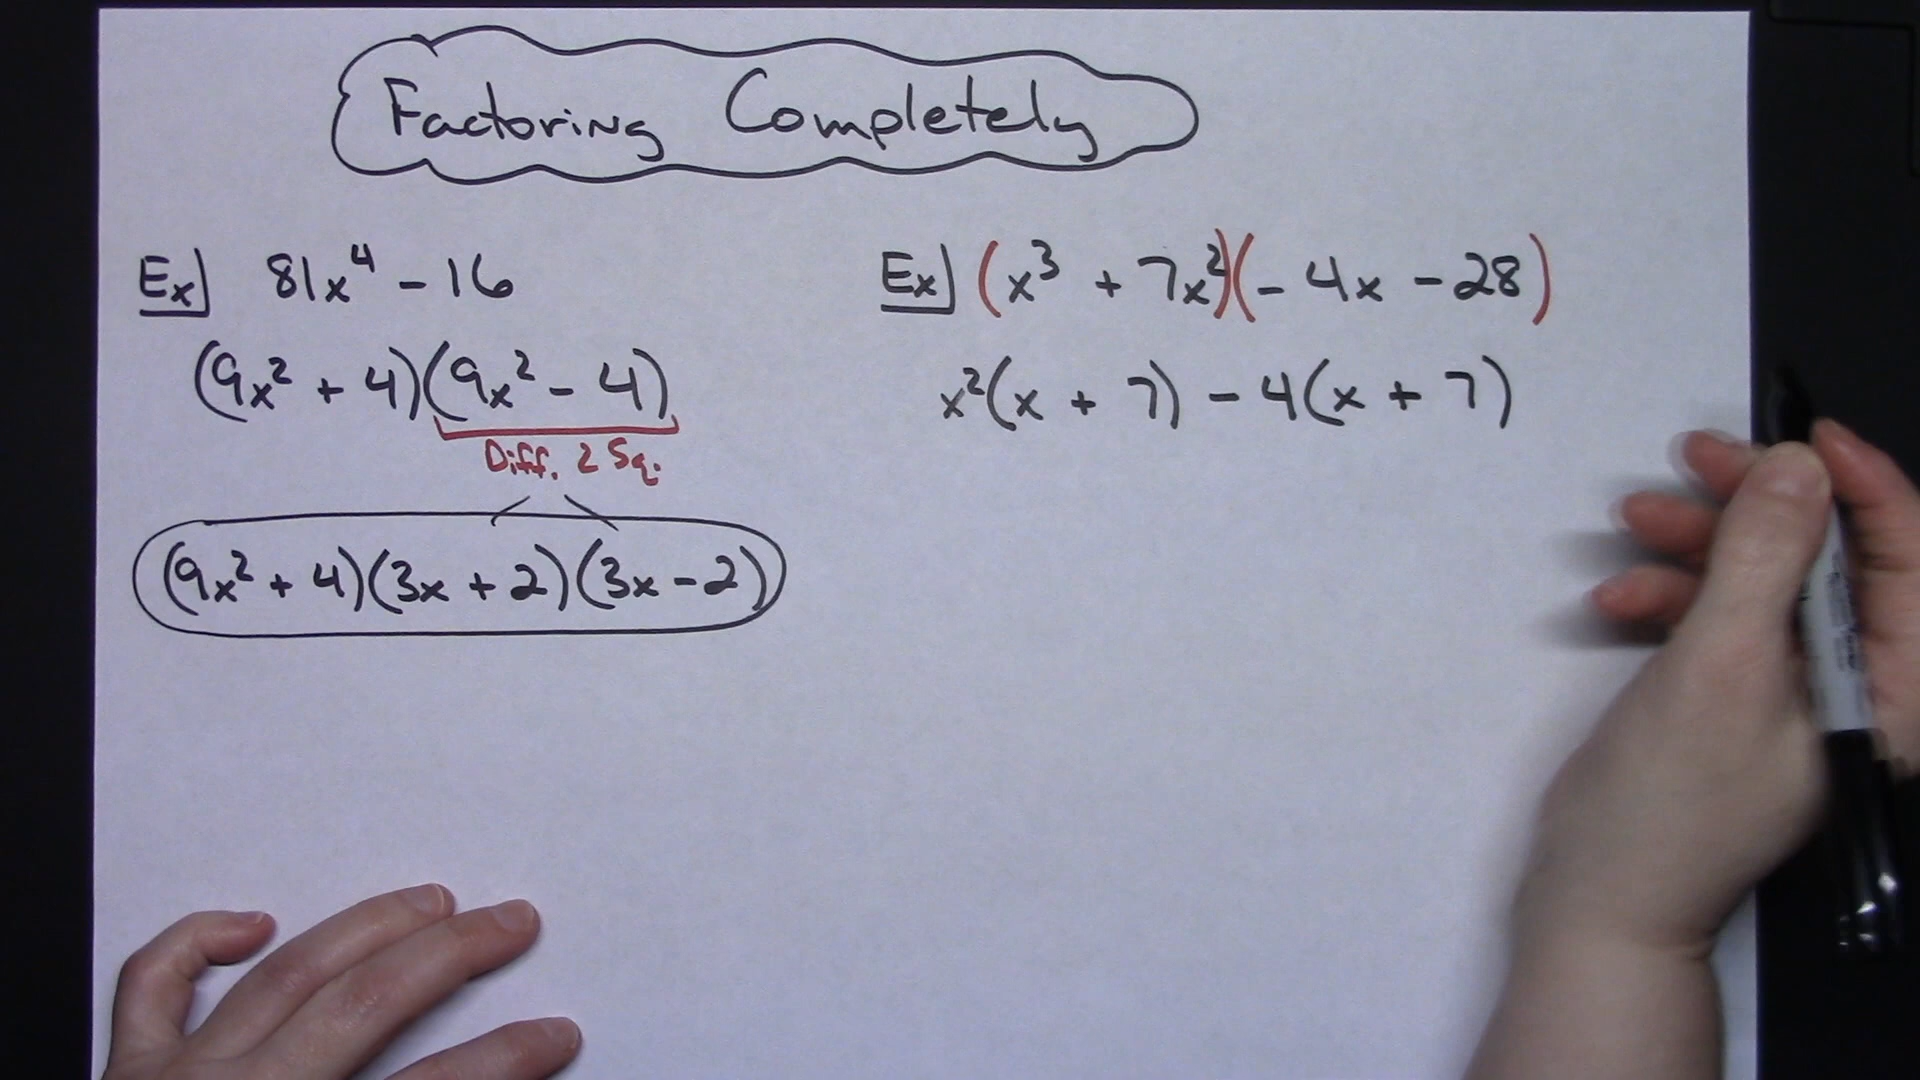 Factoring Completely
Ex] 81x⁴ - 16
(9x² + 4)(9x² - 4)
Diff. 2 Sq.
(9x² + 4)(3x + 2)(3x - 2)
Ex] (x³ + 7x²)(- 4x - 28)
x²(x + 7) - 4(x + 7)